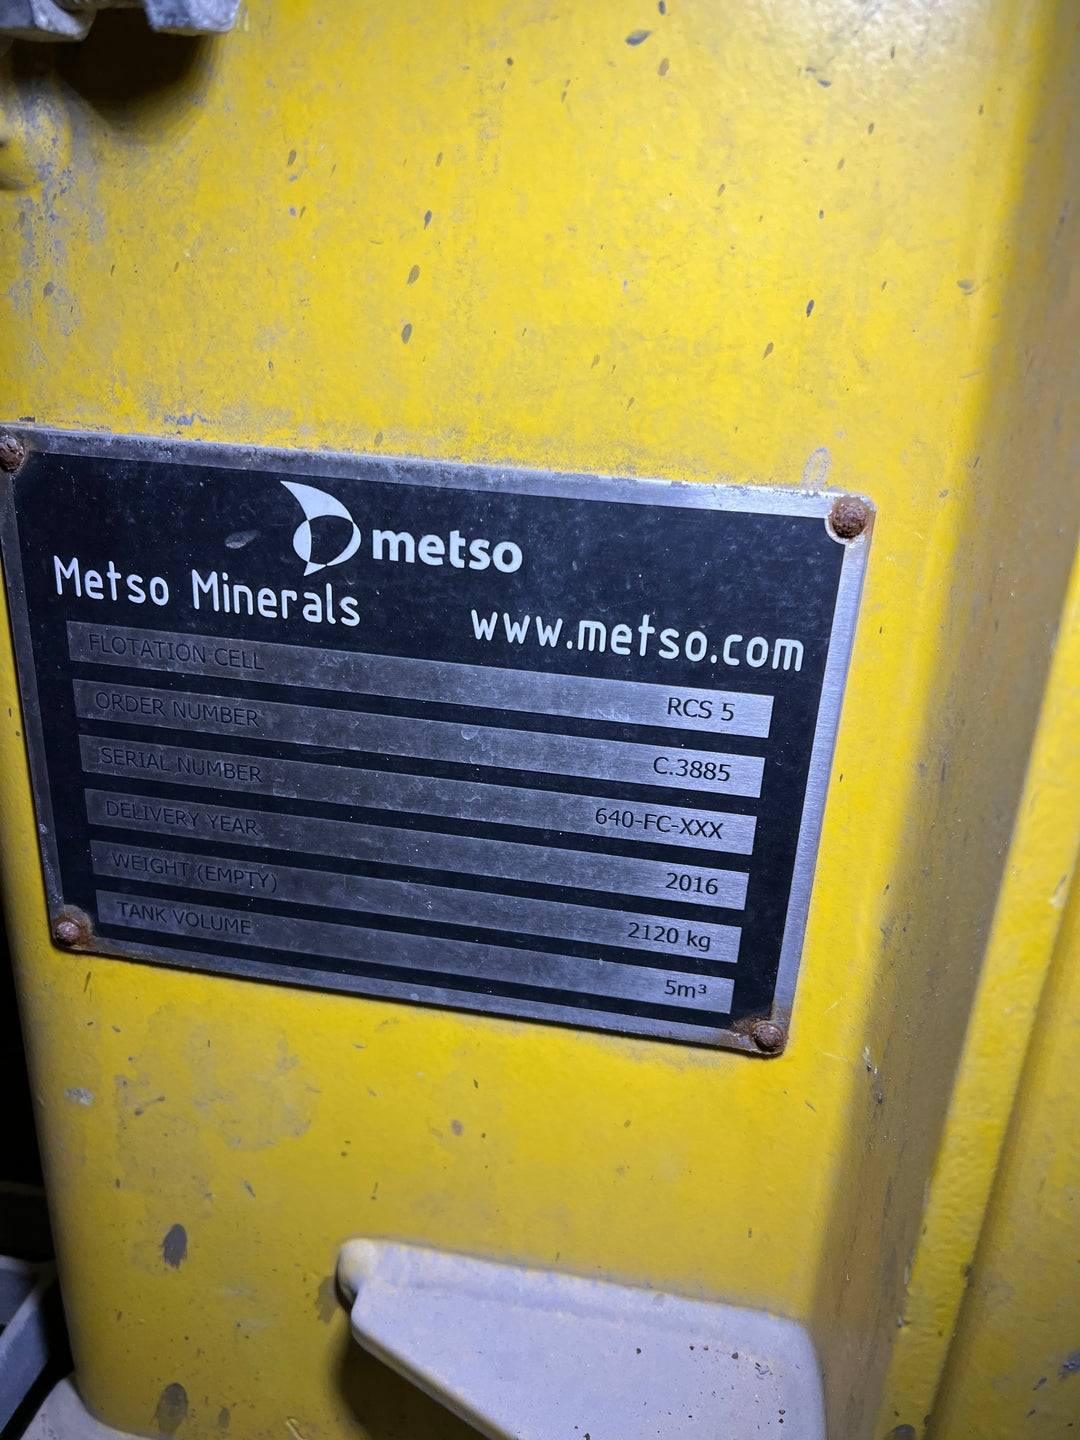 metso
Metso Minerals www.metso.com
FLOTATION CELL RCS 5
ORDER NUMBER C.3885
SERIAL NUMBER 640-FC-XXX
DELIVERY YEAR 2016
WEIGHT (EMPTY) 2120 kg
TANK VOLUME 5m³